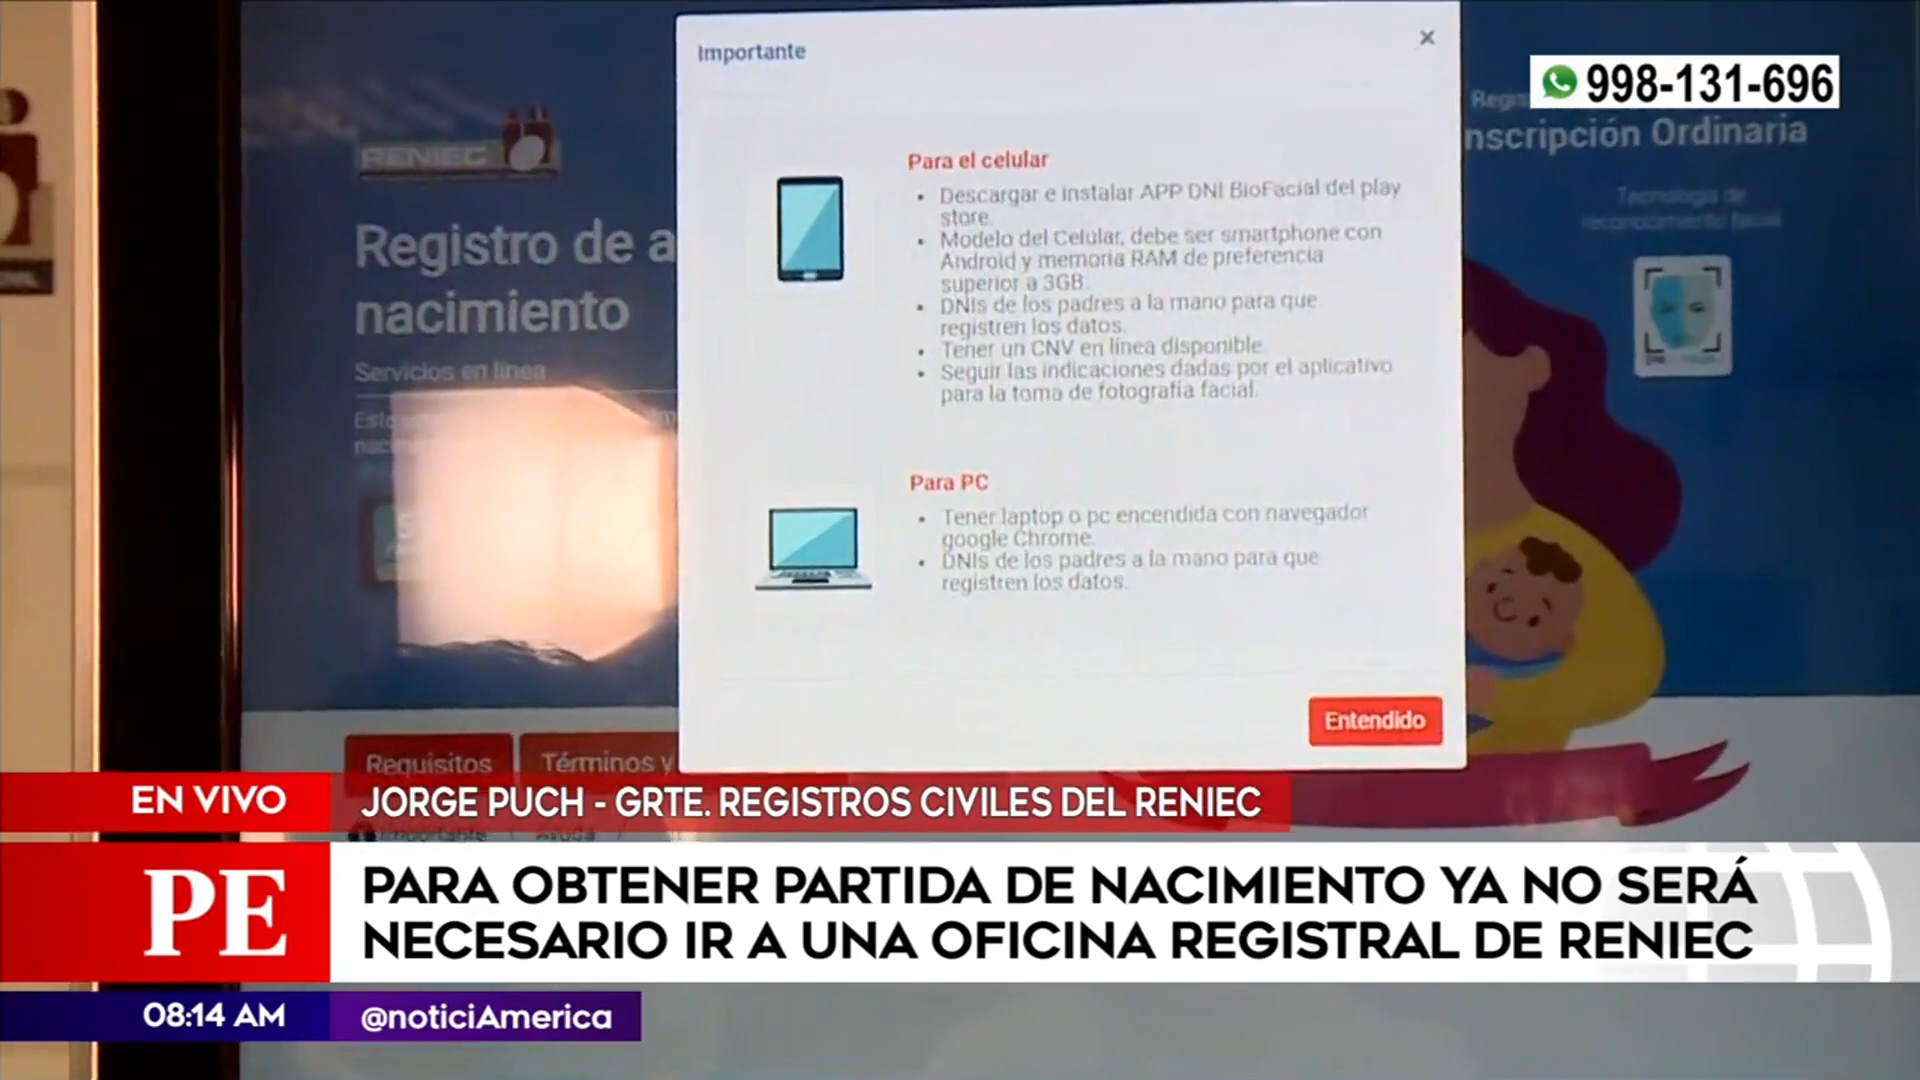 Importante
×
998-131-696
Para el celular
• Descargar e instalar APP DNI BioFacial del play
store.
• Modelo del Celular, debe ser smartphone con
Android y memoria RAM de preferencia
superior a 3GB.
• DNIs de los padres a la mano para que
registren los datos.
• Tener un CNV en línea disponible.
• Seguir las indicaciones dadas por el aplicativo
para la toma de fotografía facial.
Para PC
• Tener laptop o pc encendida con navegador
google Chrome.
• DNIs de los padres a la mano para que
registren los datos.
Entendido
RENIEC
Registro de a
nacimiento
Servicios en línea
nscripción Ordinaria
Tecnología de
reconocimiento facial
Requisitos
Términos y
Importante
Ayuda
EN VIVO
JORGE PUCH - GRTE. REGISTROS CIVILES DEL RENIEC
PE
PARA OBTENER PARTIDA DE NACIMIENTO YA NO SERÁ
NECESARIO IR A UNA OFICINA REGISTRAL DE RENIEC
08:14 AM
@noticiAmerica